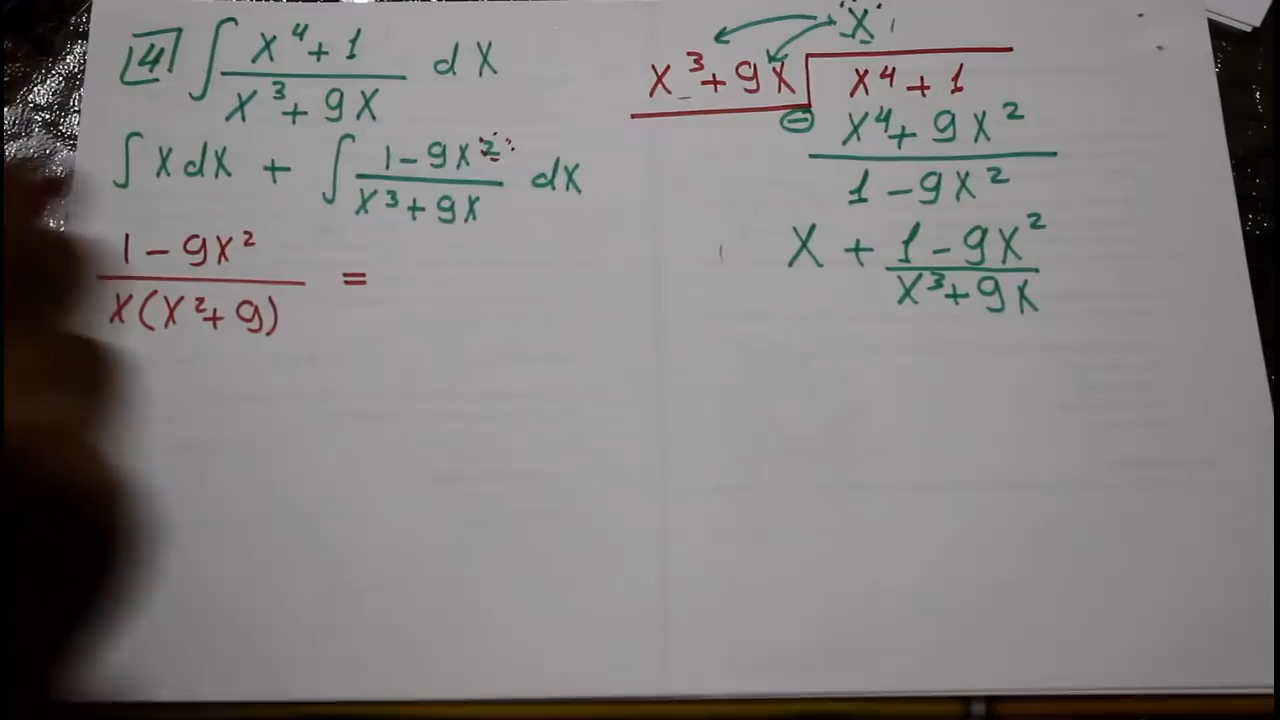 4 ∫ (x⁴ + 1)/(x³ + 9x) dx
∫ x dx + ∫ (1 - 9x²)/(x³ + 9x) dx
(1 - 9x²)/(x(x² + 9)) =
x
x³ + 9x | x⁴ + 1
⊖ x⁴ + 9x²
1 - 9x²
x + (1 - 9x²)/(x³ + 9x)